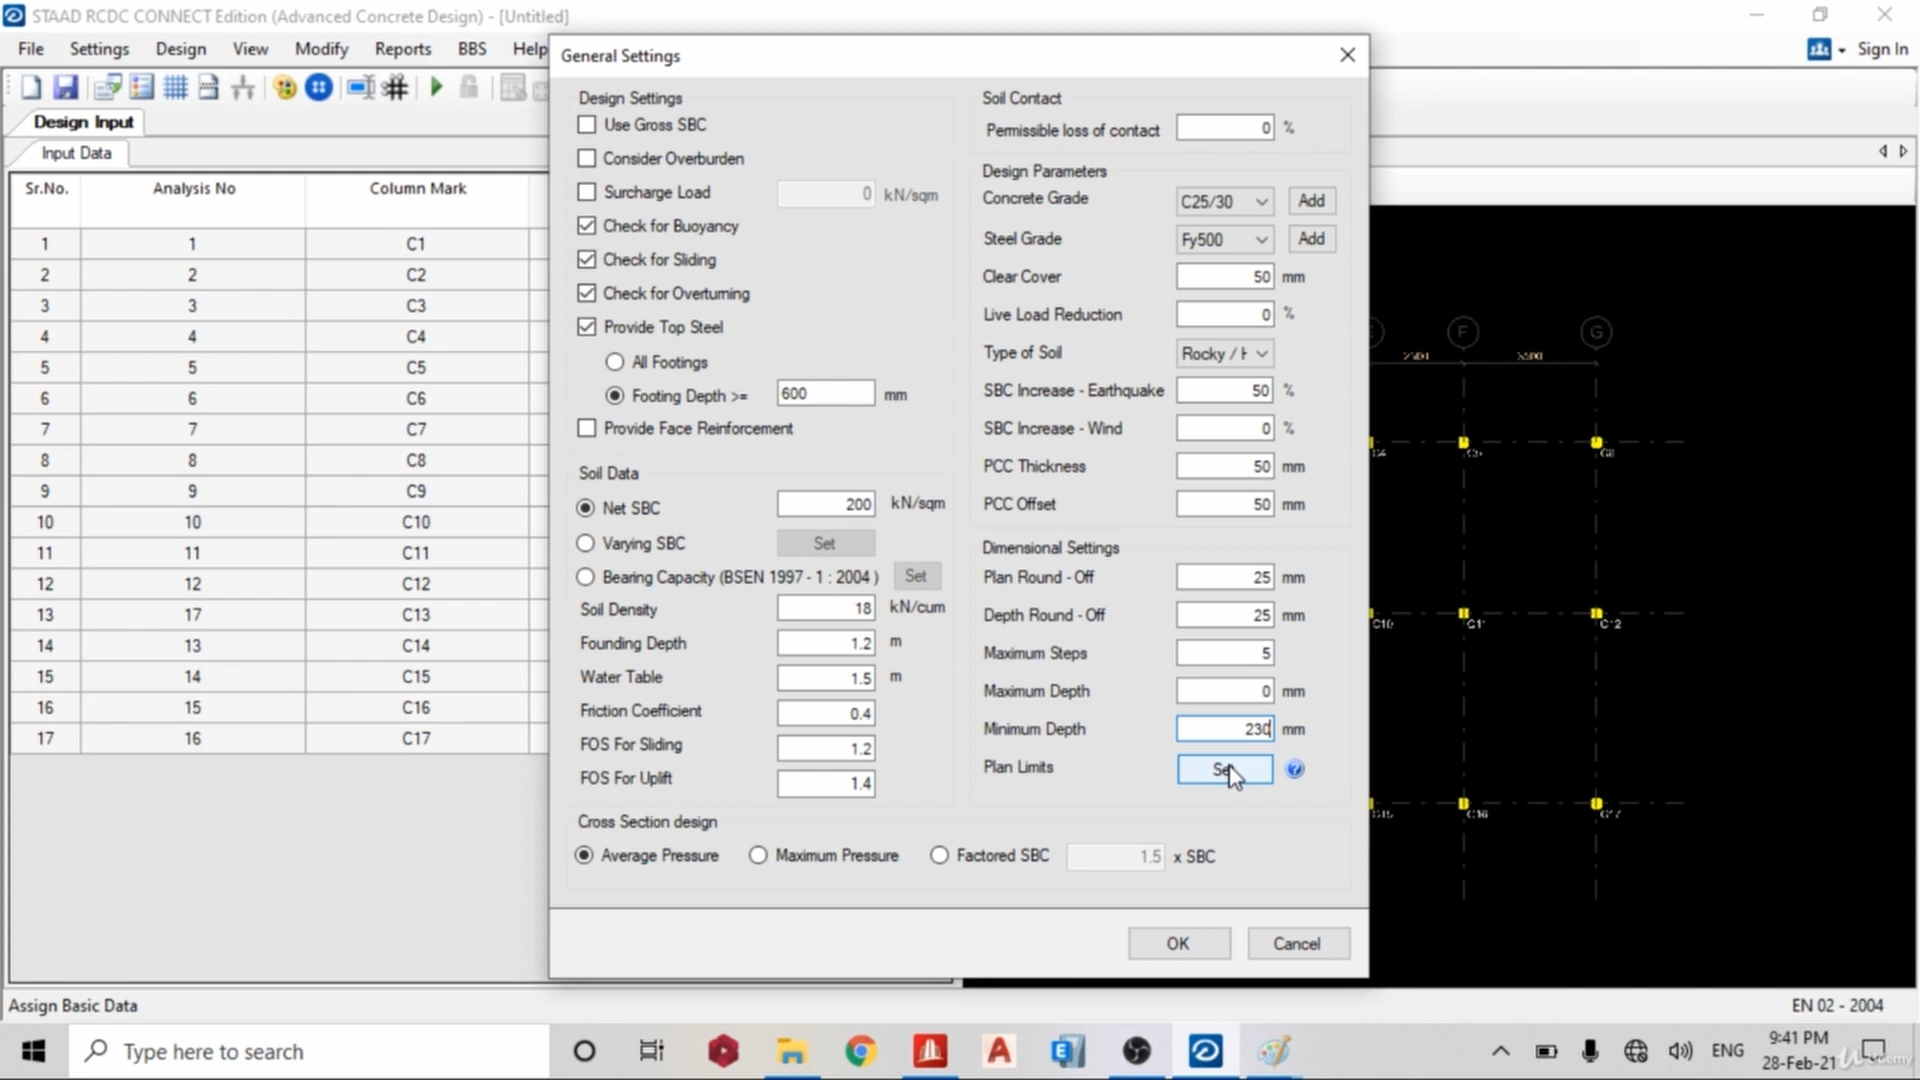 STAAD RCDC CONNECT Edition (Advanced Concrete Design) - [Untitled]
File Settings Design View Modify Reports BBS Help
Sign In
Design Input
Input Data
Sr.No. Analysis No Column Mark
1 1 C1
2 2 C2
3 3 C3
4 4 C4
5 5 C5
6 6 C6
7 7 C7
8 8 C8
9 9 C9
10 10 C10
11 11 C11
12 12 C12
13 17 C13
14 13 C14
15 14 C15
16 15 C16
17 16 C17
General Settings
Design Settings
Use Gross SBC
Consider Overburden
Surcharge Load 0 kN/sqm
Check for Buoyancy
Check for Sliding
Check for Overturning
Provide Top Steel
All Footings
Footing Depth >= 600 mm
Provide Face Reinforcement
Soil Data
Net SBC 200 kN/sqm
Varying SBC Set
Bearing Capacity (BSEN 1997 - 1 : 2004 ) Set
Soil Density 18 kN/cum
Founding Depth 1.2 m
Water Table 1.5 m
Friction Coefficient 0.4
FOS For Sliding 1.2
FOS For Uplift 1.4
Soil Contact
Permissible loss of contact 0 %
Design Parameters
Concrete Grade C25/30 Add
Steel Grade Fy500 Add
Clear Cover 50 mm
Live Load Reduction 0 %
Type of Soil Rocky / H
SBC Increase - Earthquake 50 %
SBC Increase - Wind 0 %
PCC Thickness 50 mm
PCC Offset 50 mm
Dimensional Settings
Plan Round - Off 25 mm
Depth Round - Off 25 mm
Maximum Steps 5
Maximum Depth 0 mm
Minimum Depth 230 mm
Plan Limits
Cross Section design
Average Pressure Maximum Pressure Factored SBC 1.5 x SBC
OK Cancel
F G
C10 C11 C12
C15 C16 C17
Assign Basic Data
EN 02 - 2004
Type here to search
ENG
9:41 PM
28-Feb-21
Udemy